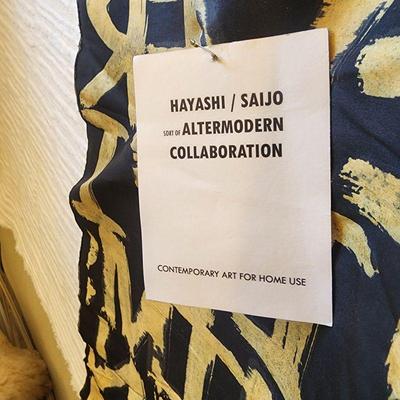 HAYASHI / SAIJO
SORT OF ALTERMODERN
COLLABORATION
CONTEMPORARY ART FOR HOME USE